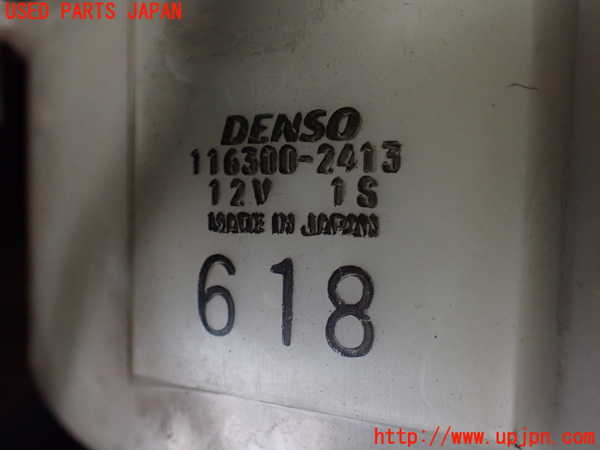 USED PARTS JAPAN
DENSO
116300-2413
12V 1S
MADE IN JAPAN
618
http://www.upjpn.com/